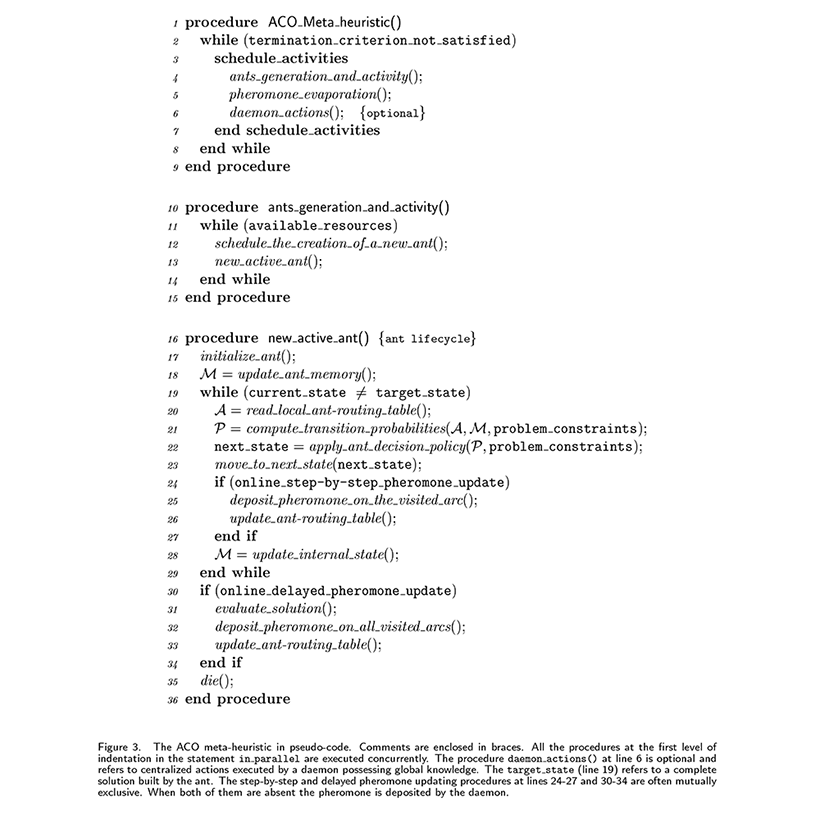 1 procedure ACO_Meta_heuristic()
2 while (termination_criterion_not_satisfied)
3 schedule_activities
4 ants_generation_and_activity();
5 pheromone_evaporation();
6 daemon_actions(); {optional}
7 end schedule_activities
8 end while
9 end procedure
10 procedure ants_generation_and_activity()
11 while (available_resources)
12 schedule_the_creation_of_a_new_ant();
13 new_active_ant();
14 end while
15 end procedure
16 procedure new_active_ant() {ant lifecycle}
17 initialize_ant();
18 ℳ = update_ant_memory();
19 while (current_state ≠ target_state)
20 𝒜 = read_local_ant-routing_table();
21 𝒫 = compute_transition_probabilities(𝒜, ℳ, problem_constraints);
22 next_state = apply_ant_decision_policy(𝒫, problem_constraints);
23 move_to_next_state(next_state);
24 if (online_step-by-step_pheromone_update)
25 deposit_pheromone_on_the_visited_arc();
26 update_ant-routing_table();
27 end if
28 ℳ = update_internal_state();
29 end while
30 if (online_delayed_pheromone_update)
31 evaluate_solution();
32 deposit_pheromone_on_all_visited_arcs();
33 update_ant-routing_table();
34 end if
35 die();
36 end procedure
Figure 3. The ACO meta-heuristic in pseudo-code. Comments are enclosed in braces. All the procedures at the first level of
indentation in the statement in_parallel are executed concurrently. The procedure daemon_actions() at line 6 is optional and
refers to centralized actions executed by a daemon possessing global knowledge. The target_state (line 19) refers to a complete
solution built by the ant. The step-by-step and delayed pheromone updating procedures at lines 24-27 and 30-34 are often mutually
exclusive. When both of them are absent the pheromone is deposited by the daemon.